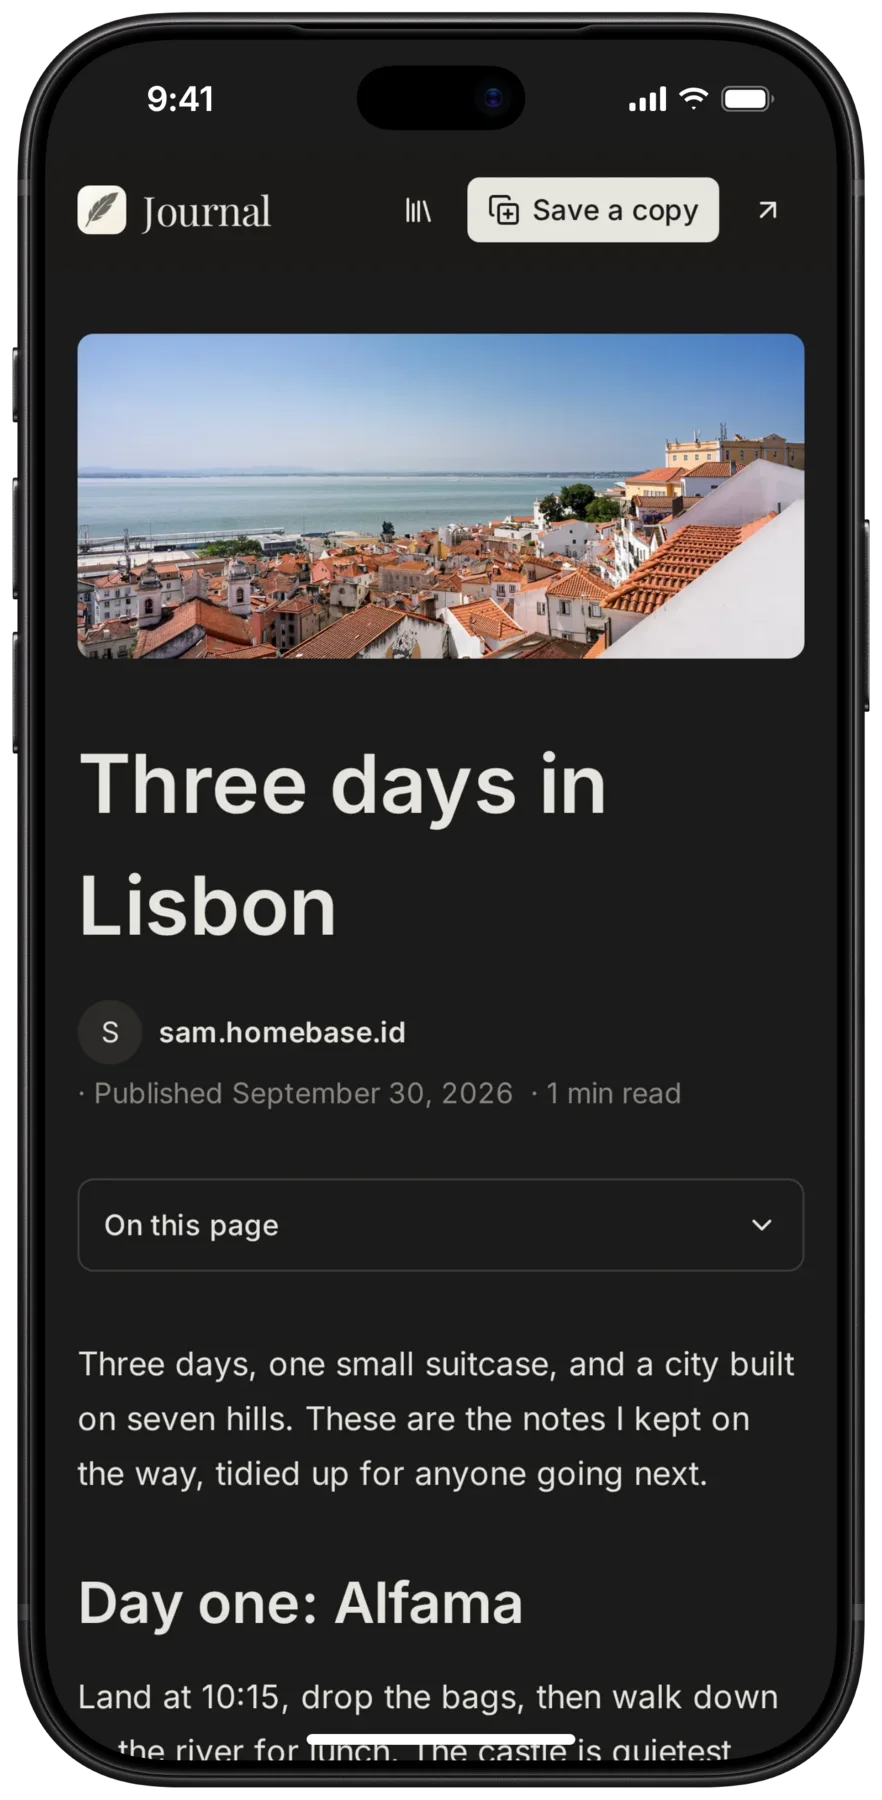 9:41
Journal
Save a copy
Three days in
Lisbon
S sam.homebase.id
· Published September 30, 2026 · 1 min read
On this page
Three days, one small suitcase, and a city built
on seven hills. These are the notes I kept on
the way, tidied up for anyone going next.
Day one: Alfama
Land at 10:15, drop the bags, then walk down
the river for lunch. The castle is quietest